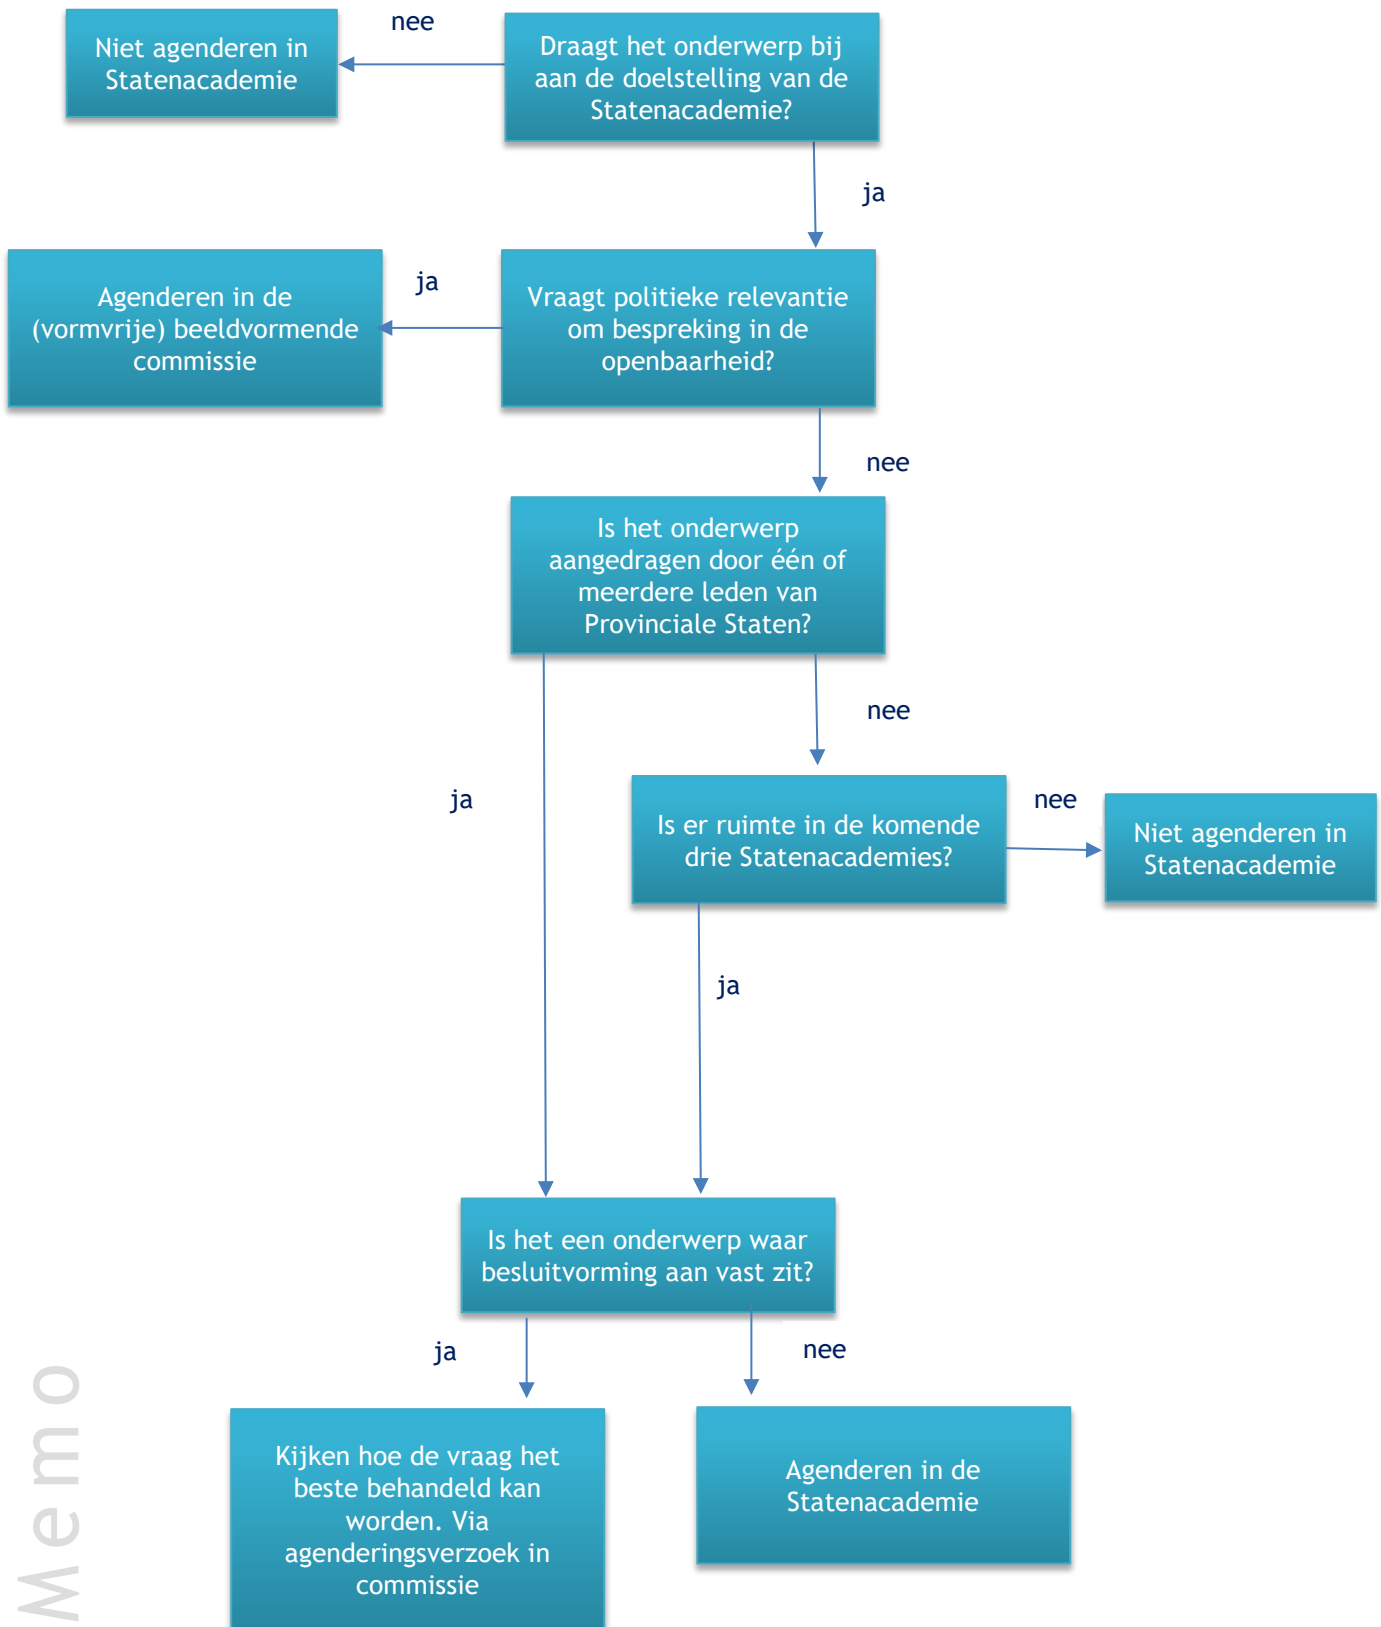 nee
Niet agenderen in
Statenacademie
Draagt het onderwerp bij
aan de doelstelling van de
Statenacademie?
ja
Agenderen in de
(vormvrije) beeldvormende
commissie
ja
Vraagt politieke relevantie
om bespreking in de
openbaarheid?
nee
Is het onderwerp
aangedragen door één of
meerdere leden van
Provinciale Staten?
nee
ja
Is er ruimte in de komende
drie Statenacademies?
nee
Niet agenderen in
Statenacademie
ja
Is het een onderwerp waar
besluitvorming aan vast zit?
ja
nee
Kijken hoe de vraag het
beste behandeld kan
worden. Via
agenderingsverzoek in
commissie
Agenderen in de
Statenacademie
Memo